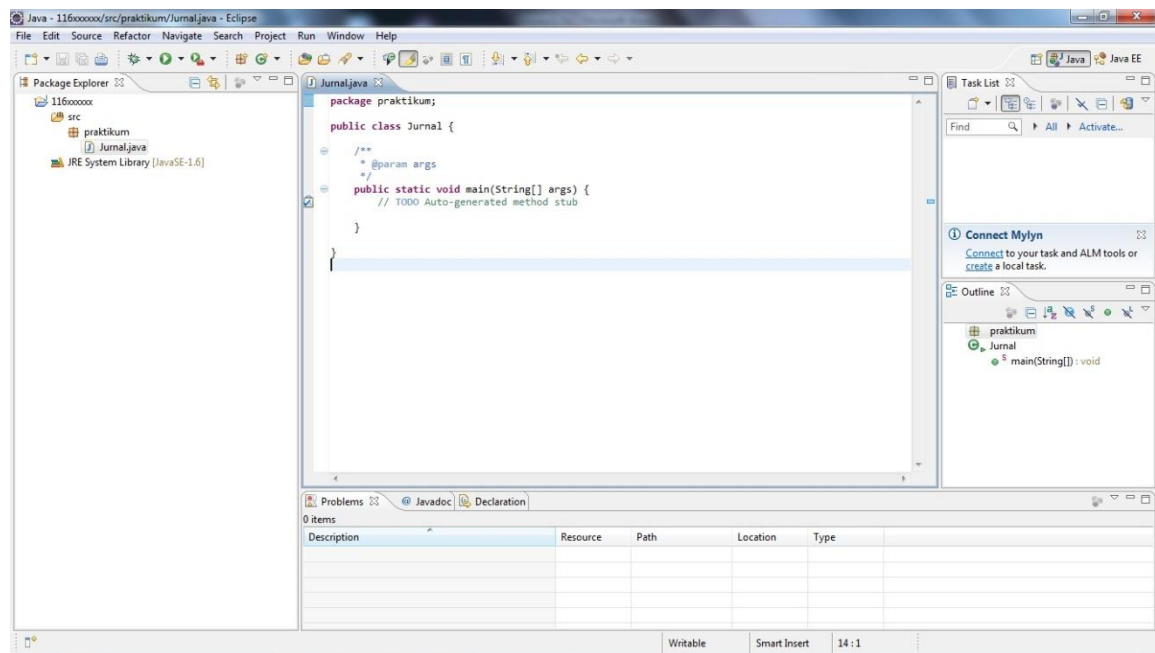 Java - 116xxxxxx/src/praktikum/Jurnal.java - Eclipse
File Edit Source Refactor Navigate Search Project Run Window Help
Java Java EE
Package Explorer
116xxxxxx
src
praktikum
Jurnal.java
JRE System Library [JavaSE-1.6]
Jurnal.java
package praktikum;
public class Jurnal {
/**
* @param args
*/
public static void main(String[] args) {
// TODO Auto-generated method stub
}
}
Task List
Find All Activate...
Connect Mylyn
Connect to your task and ALM tools or
create a local task.
Outline
praktikum
Jurnal
main(String[]) : void
Problems @ Javadoc Declaration
0 items
Description Resource Path Location Type
Writable Smart Insert 14 : 1